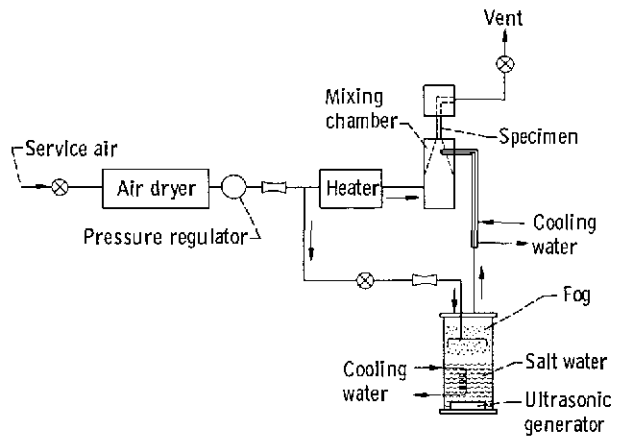 Vent
Mixing
chamber
Specimen
Service air
Air dryer
Heater
Pressure regulator
Cooling
water
Fog
Cooling
water
Salt water
Ultrasonic
generator